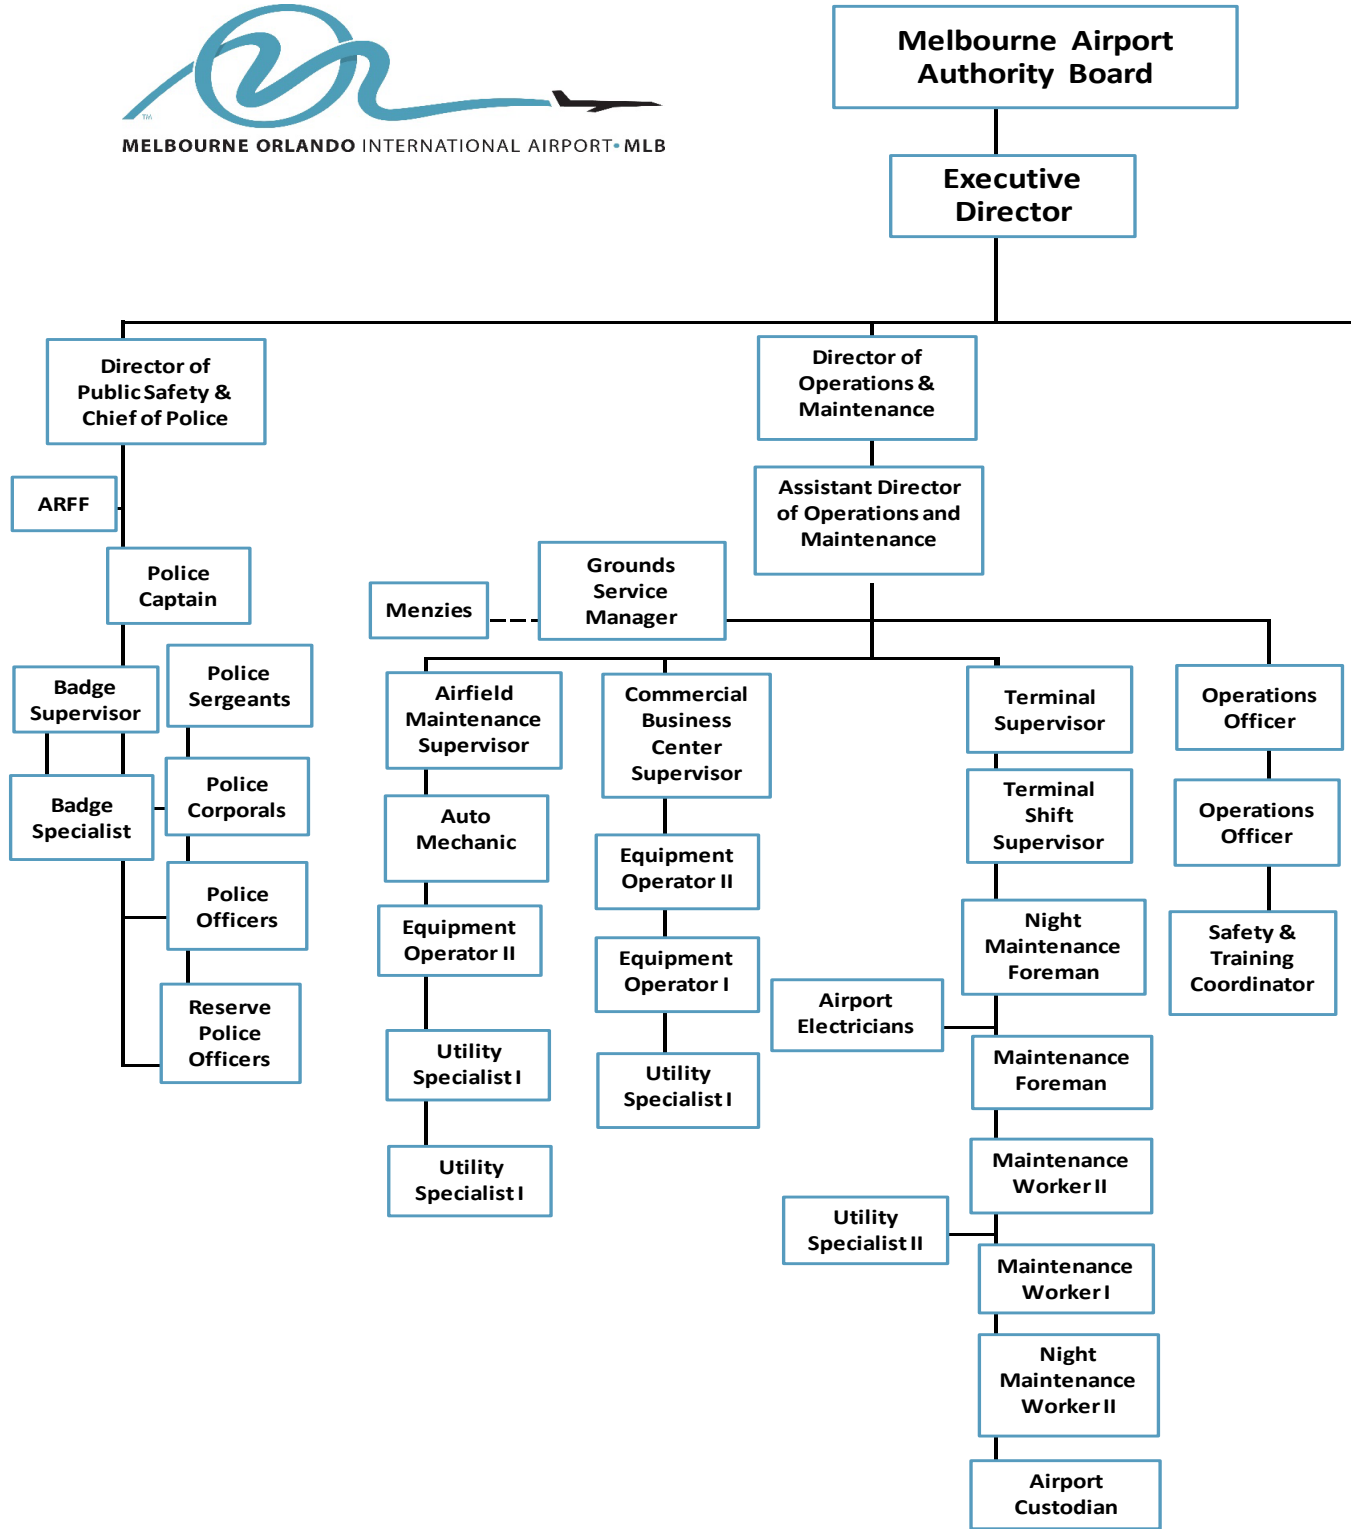 Melbourne Airport
Authority Board
TM
MELBOURNE ORLANDO INTERNATIONAL AIRPORT•MLB
Executive
Director
Director of
Public Safety &
Chief of Police
Director of
Operations &
Maintenance
ARFF
Assistant Director
of Operations and
Maintenance
Police
Captain
Menzies
Grounds
Service
Manager
Badge
Supervisor
Police
Sergeants
Airfield
Maintenance
Supervisor
Commercial
Business
Center
Supervisor
Terminal
Supervisor
Operations
Officer
Badge
Specialist
Police
Corporals
Auto
Mechanic
Equipment
Operator II
Terminal
Shift
Supervisor
Operations
Officer
Police
Officers
Equipment
Operator II
Equipment
Operator I
Night
Maintenance
Foreman
Safety &
Training
Coordinator
Reserve
Police
Officers
Airport
Electricians
Utility
Specialist I
Utility
Specialist I
Maintenance
Foreman
Utility
Specialist I
Maintenance
Worker II
Utility
Specialist II
Maintenance
Worker I
Night
Maintenance
Worker II
Airport
Custodian